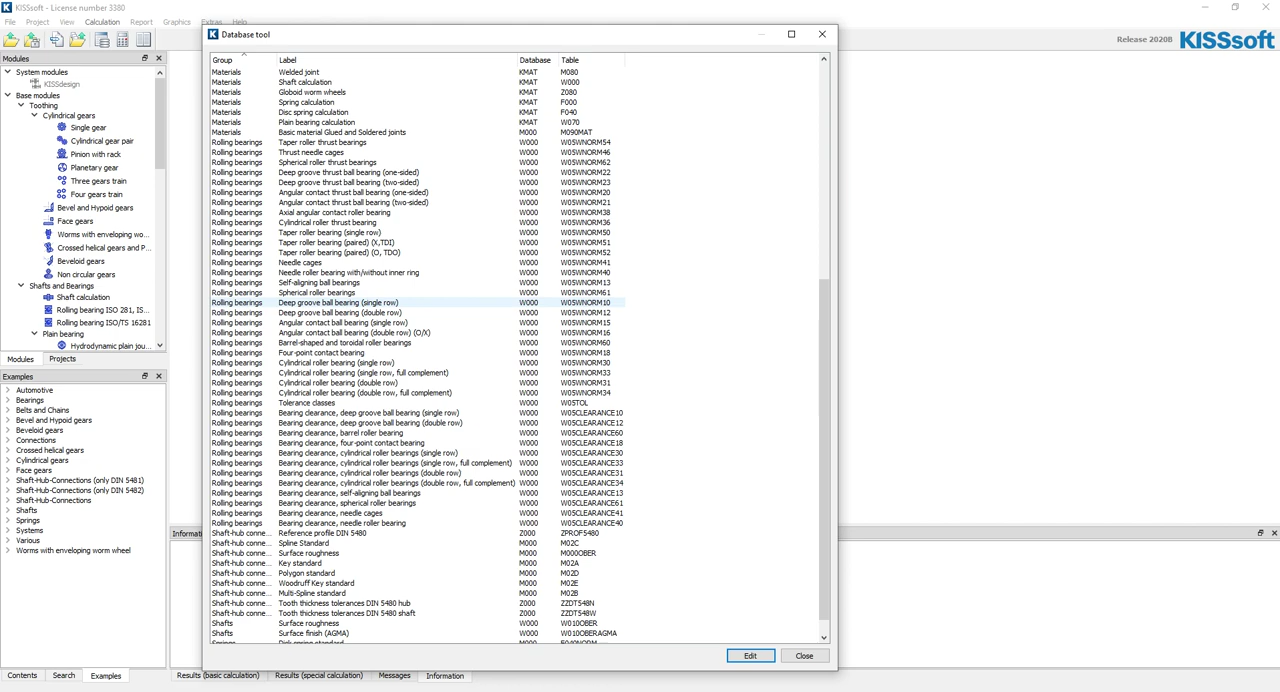 KISSsoft - License number 3380
File Project View Calculation Report Graphics Extras Help
Release 2020B KISSsoft
Modules
System modules
KISSdesign
Base modules
Toothing
Cylindrical gears
Single gear
Cylindrical gear pair
Pinion with rack
Planetary gear
Three gears train
Four gears train
Bevel and Hypoid gears
Face gears
Worms with enveloping wo...
Crossed helical gears and P...
Beveloid gears
Non circular gears
Shafts and Bearings
Shaft calculation
Rolling bearing ISO 281, IS...
Rolling bearing ISO/TS 16281
Plain bearing
Hydrodynamic plain jou...
Modules Projects
Examples
Automotive
Bearings
Belts and Chains
Bevel and Hypoid gears
Beveloid gears
Connections
Crossed helical gears
Cylindrical gears
Face gears
Shaft-Hub-Connections (only DIN 5481)
Shaft-Hub-Connections (only DIN 5482)
Shaft-Hub-Connections
Shafts
Springs
Systems
Various
Worms with enveloping worm wheel
Contents Search Examples
Database tool
Group Label Database Table
Materials Welded joint KMAT M080
Materials Shaft calculation KMAT W000
Materials Globoid worm wheels KMAT Z080
Materials Spring calculation KMAT F000
Materials Disc spring calculation KMAT F040
Materials Plain bearing calculation KMAT W070
Materials Basic material Glued and Soldered joints M000 M090MAT
Rolling bearings Taper roller thrust bearings W000 W05WNORM54
Rolling bearings Thrust needle cages W000 W05WNORM46
Rolling bearings Spherical roller thrust bearings W000 W05WNORM62
Rolling bearings Deep groove thrust ball bearing (one-sided) W000 W05WNORM22
Rolling bearings Deep groove thrust ball bearing (two-sided) W000 W05WNORM23
Rolling bearings Angular contact thrust ball bearing (one-sided) W000 W05WNORM20
Rolling bearings Angular contact thrust ball bearing (two-sided) W000 W05WNORM21
Rolling bearings Axial angular contact roller bearing W000 W05WNORM38
Rolling bearings Cylindrical roller thrust bearing W000 W05WNORM36
Rolling bearings Taper roller bearing (single row) W000 W05WNORM50
Rolling bearings Taper roller bearing (paired) (X,TDI) W000 W05WNORM51
Rolling bearings Taper roller bearing (paired) (O, TDO) W000 W05WNORM52
Rolling bearings Needle cages W000 W05WNORM41
Rolling bearings Needle roller bearing with/without inner ring W000 W05WNORM40
Rolling bearings Self-aligning ball bearings W000 W05WNORM13
Rolling bearings Spherical roller bearings W000 W05WNORM61
Rolling bearings Deep groove ball bearing (single row) W000 W05WNORM10
Rolling bearings Deep groove ball bearing (double row) W000 W05WNORM12
Rolling bearings Angular contact ball bearing (single row) W000 W05WNORM15
Rolling bearings Angular contact ball bearing (double row) (O/X) W000 W05WNORM16
Rolling bearings Barrel-shaped and toroidal roller bearings W000 W05WNORM60
Rolling bearings Four-point contact bearing W000 W05WNORM18
Rolling bearings Cylindrical roller bearing (single row) W000 W05WNORM30
Rolling bearings Cylindrical roller bearing (single row, full complement) W000 W05WNORM33
Rolling bearings Cylindrical roller bearing (double row) W000 W05WNORM31
Rolling bearings Cylindrical roller bearing (double row, full complement) W000 W05WNORM34
Rolling bearings Tolerance classes W000 W05TOL
Rolling bearings Bearing clearance, deep groove ball bearing (single row) W000 W05CLEARANCE10
Rolling bearings Bearing clearance, deep groove ball bearing (double row) W000 W05CLEARANCE12
Rolling bearings Bearing clearance, barrel roller bearing W000 W05CLEARANCE60
Rolling bearings Bearing clearance, four-point contact bearing W000 W05CLEARANCE18
Rolling bearings Bearing clearance, cylindrical roller bearings (single row) W000 W05CLEARANCE30
Rolling bearings Bearing clearance, cylindrical roller bearings (single row, full complement) W000 W05CLEARANCE33
Rolling bearings Bearing clearance, cylindrical roller bearings (double row) W000 W05CLEARANCE31
Rolling bearings Bearing clearance, cylindrical roller bearings (double row, full complement) W000 W05CLEARANCE34
Rolling bearings Bearing clearance, self-aligning ball bearings W000 W05CLEARANCE13
Rolling bearings Bearing clearance, spherical roller bearings W000 W05CLEARANCE61
Rolling bearings Bearing clearance, needle cages W000 W05CLEARANCE41
Rolling bearings Bearing clearance, needle roller bearing W000 W05CLEARANCE40
Shaft-hub conne... Reference profile DIN 5480 Z000 ZPROF5480
Shaft-hub conne... Spline Standard M000 M02C
Shaft-hub conne... Surface roughness M000 M000OBER
Shaft-hub conne... Key standard M000 M02A
Shaft-hub conne... Polygon standard M000 M02D
Shaft-hub conne... Woodruff Key standard M000 M02E
Shaft-hub conne... Multi-Spline standard M000 M02B
Shaft-hub conne... Tooth thickness tolerances DIN 5480 hub Z000 ZZDT548N
Shaft-hub conne... Tooth thickness tolerances DIN 5480 shaft Z000 ZZDT548W
Shafts Surface roughness W000 W010OBER
Shafts Surface finish (AGMA) W000 W010OBERAGMA
Edit Close
Informati
Results (basic calculation) Results (special calculation) Messages Information